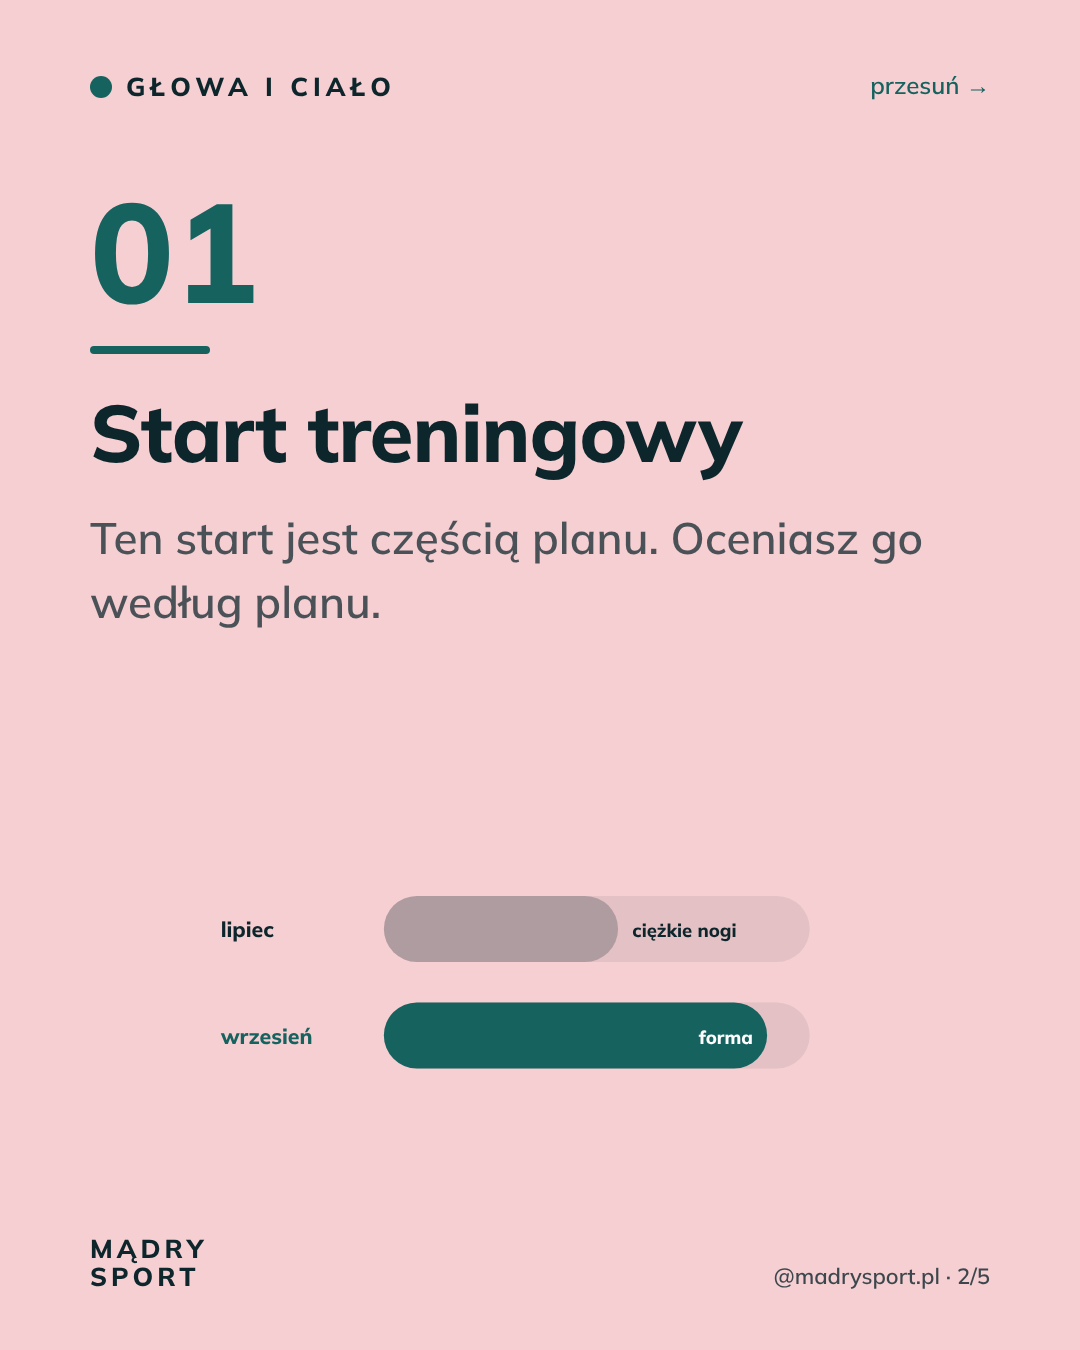 GŁOWA I CIAŁO
przesuń →
01
Start treningowy
Ten start jest częścią planu. Oceniasz go
według planu.
lipiec
ciężkie nogi
wrzesień
forma
MĄDRY
SPORT
@madrysport.pl · 2/5